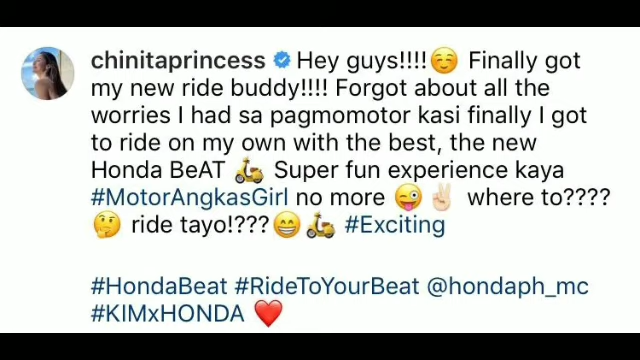 chinitaprincess Hey guys!!!!☺️ Finally got
my new ride buddy!!!! Forgot about all the
worries I had sa pagmomotor kasi finally I got
to ride on my own with the best, the new
Honda BeAT 🛵 Super fun experience kaya
#MotorAngkasGirl no more 😜 ✌🏻 where to????
🤔 ride tayo!???😁🛵 #Exciting
#HondaBeat #RideToYourBeat @hondaph_mc
#KIMxHONDA ❤️